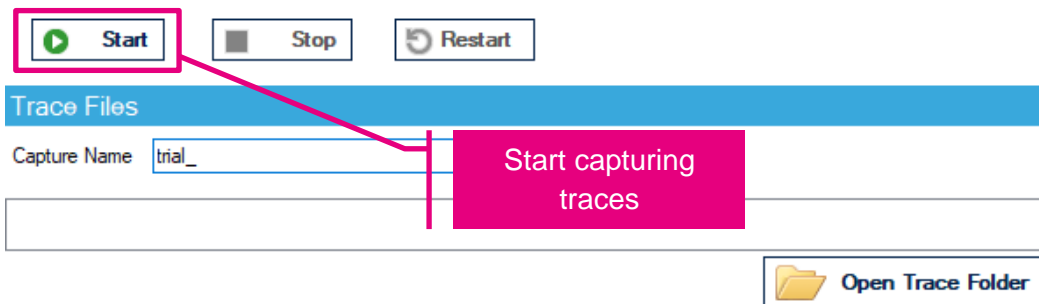 Start Stop Restart
Trace Files
Capture Name trial_
Start capturing
traces
Open Trace Folder